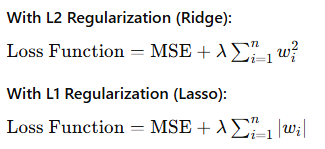 With L2 Regularization (Ridge):
Loss Function = MSE + λ∑ⁿᵢ₌₁ wᵢ²
With L1 Regularization (Lasso):
Loss Function = MSE + λ∑ⁿᵢ₌₁ |wᵢ|